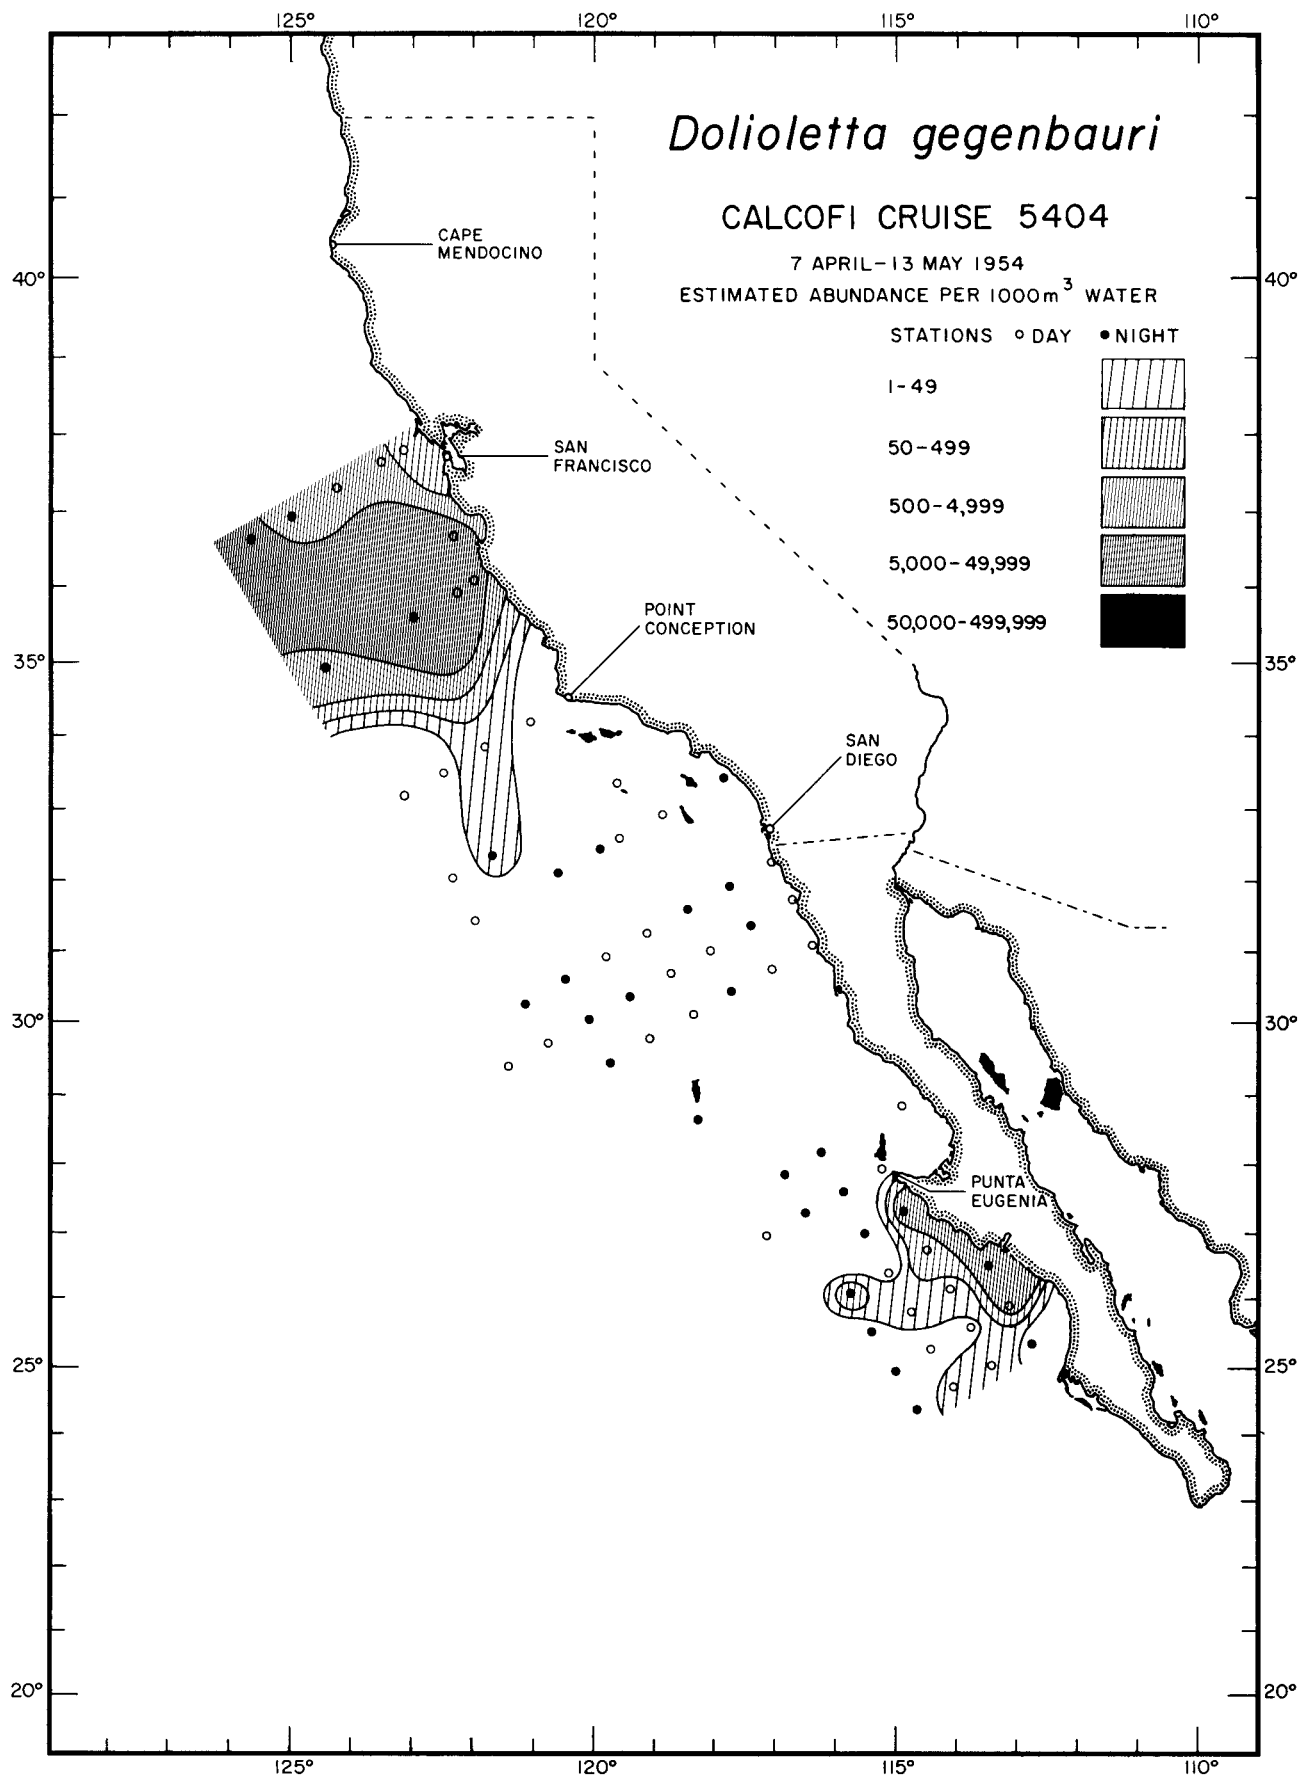 125° 120° 115° 110°
Dolioletta gegenbauri
CALCOFI CRUISE 5404
7 APRIL-13 MAY 1954
ESTIMATED ABUNDANCE PER 1000m³ WATER
STATIONS ○ DAY ● NIGHT
1-49
50-499
500-4,999
5,000-49,999
50,000-499,999
CAPE
MENDOCINO
40° 40°
SAN
FRANCISCO
POINT
CONCEPTION
35° 35°
SAN
DIEGO
30° 30°
PUNTA
EUGENIA
25° 25°
20° 20°
125° 120° 115° 110°